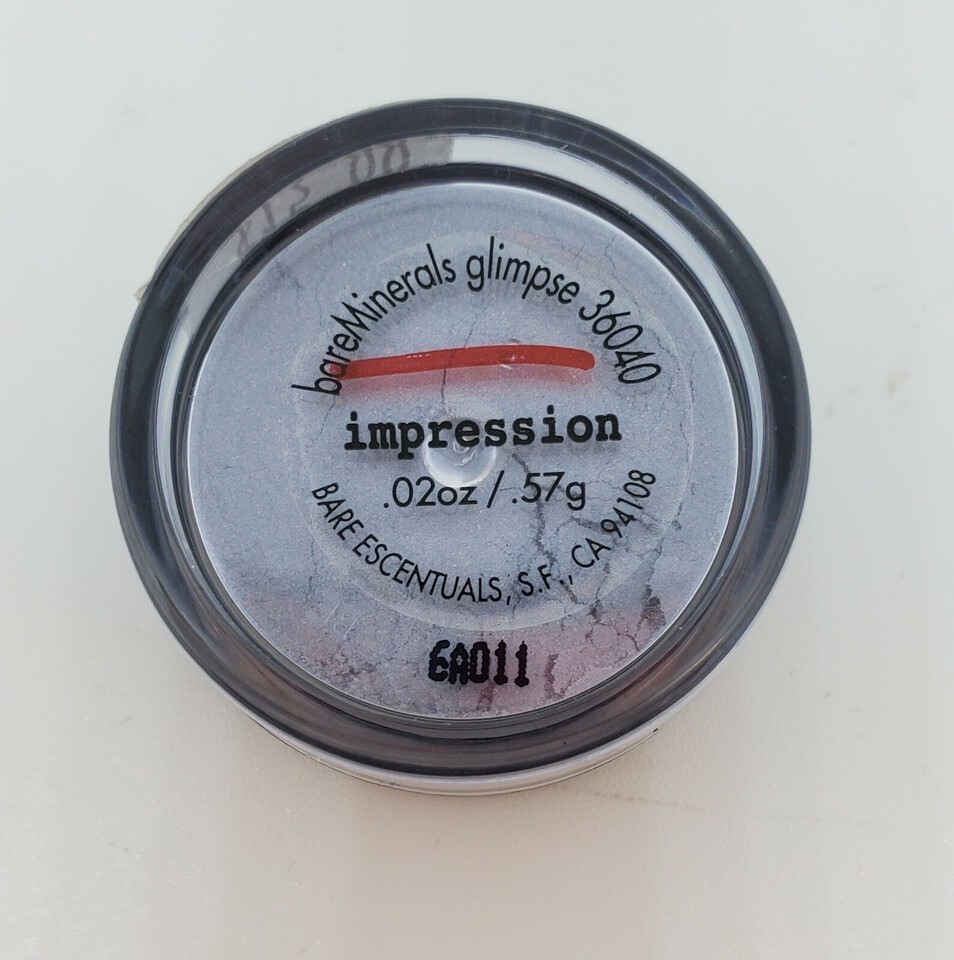 bareMinerals glimpse 36040
impression
.02oz / .57g
BARE ESCENTUALS, S.F., CA 94108
6A011